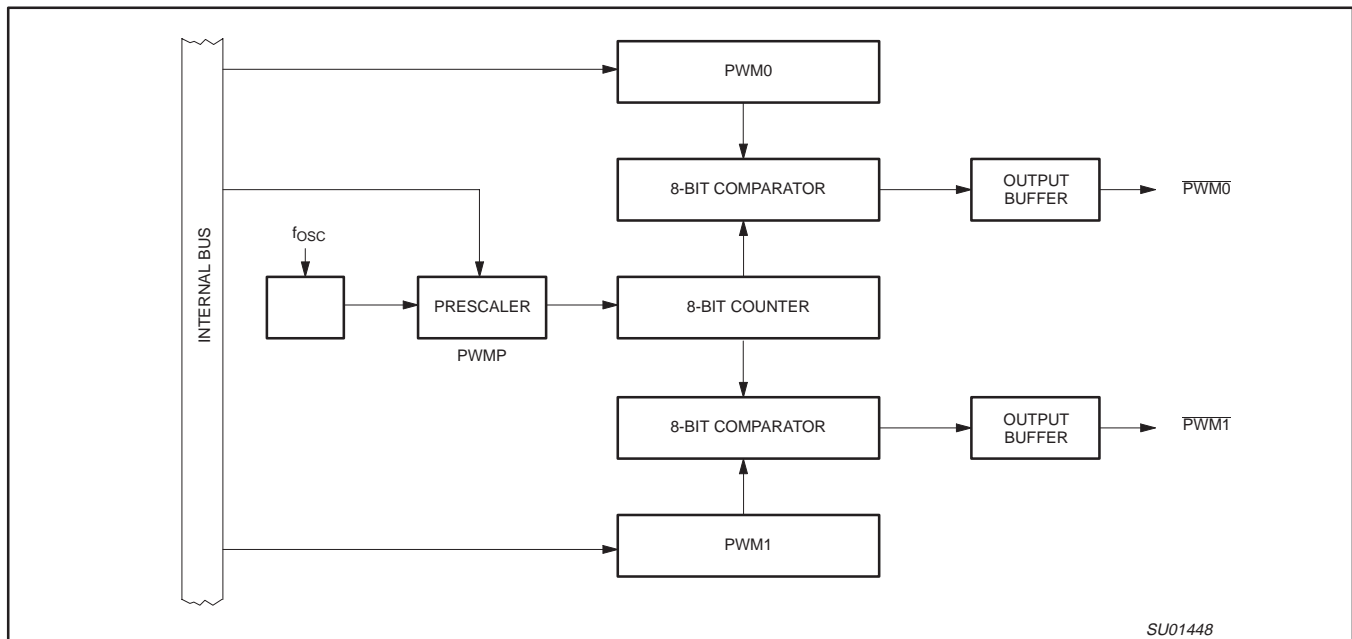 PWM0
8-BIT COMPARATOR
OUTPUT
BUFFER
PWM0
INTERNAL BUS
fOSC
PRESCALER
8-BIT COUNTER
PWMP
8-BIT COMPARATOR
OUTPUT
BUFFER
PWM1
PWM1
SU01448